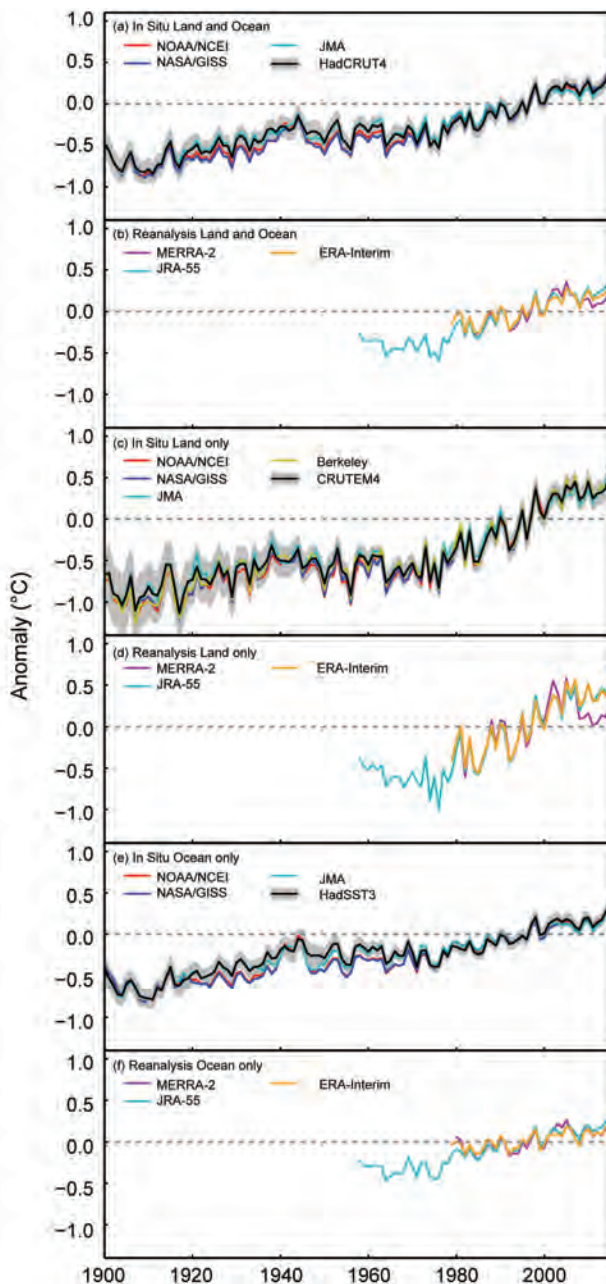 Anomaly (°C)
(a) In Situ Land and Ocean
NOAA/NCEI JMA
NASA/GISS HadCRUT4
1.0
0.5
0.0
−0.5
−1.0
(b) Reanalysis Land and Ocean
MERRA-2 ERA-Interim
JRA-55
1.0
0.5
0.0
−0.5
−1.0
(c) In Situ Land only
NOAA/NCEI Berkeley
NASA/GISS CRUTEM4
JMA
1.0
0.5
0.0
−0.5
−1.0
(d) Reanalysis Land only
MERRA-2 ERA-Interim
JRA-55
1.0
0.5
0.0
−0.5
−1.0
(e) In Situ Ocean only
NOAA/NCEI JMA
NASA/GISS HadSST3
1.0
0.5
0.0
−0.5
−1.0
(f) Reanalysis Ocean only
MERRA-2 ERA-Interim
JRA-55
1.0
0.5
0.0
−0.5
−1.0
1900 1920 1940 1960 1980 2000